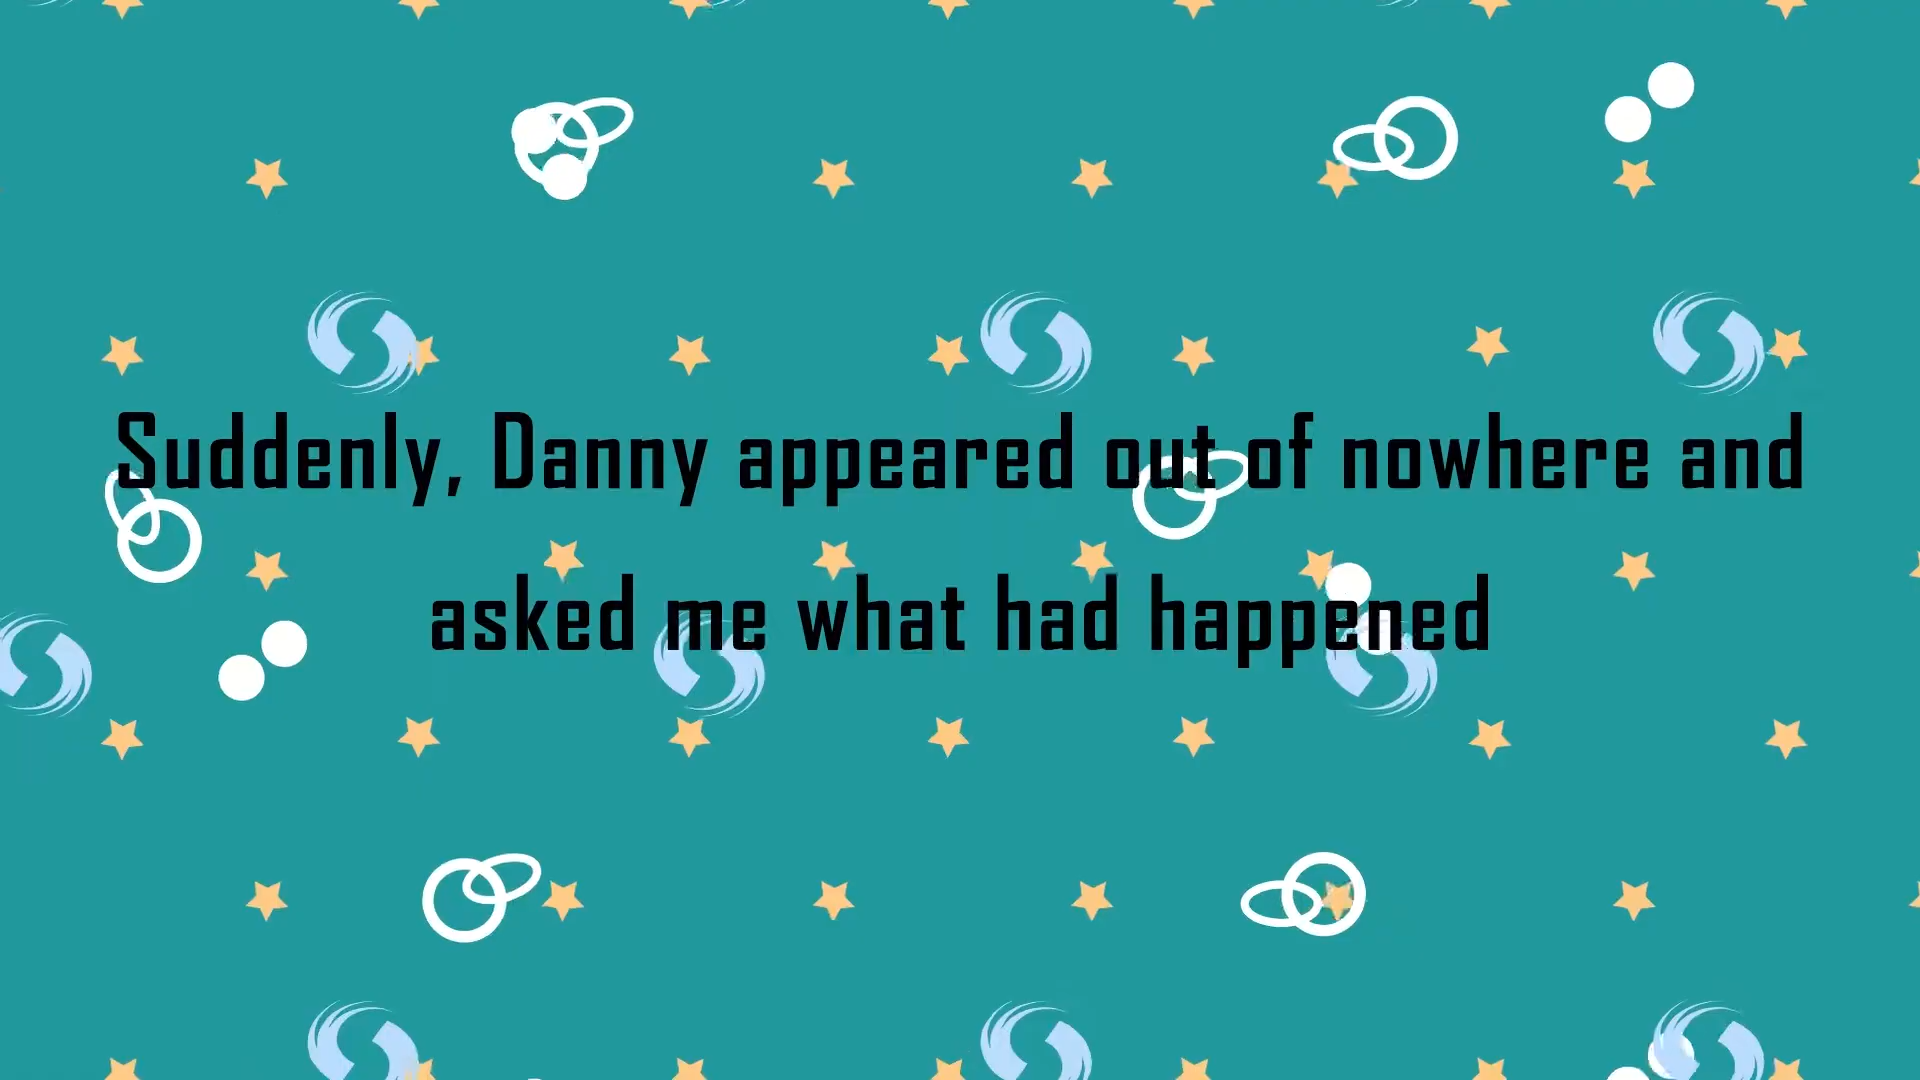 Suddenly, Danny appeared out of nowhere and
asked me what had happened